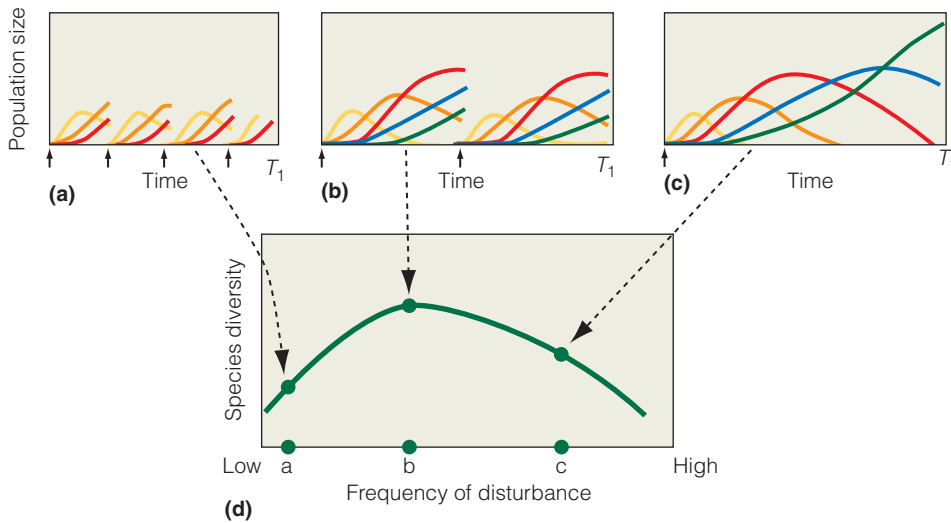 Population size
T1
T1
T
(a) Time
(b) Time
(c) Time
Species diversity
Low a b c High
Frequency of disturbance
(d)